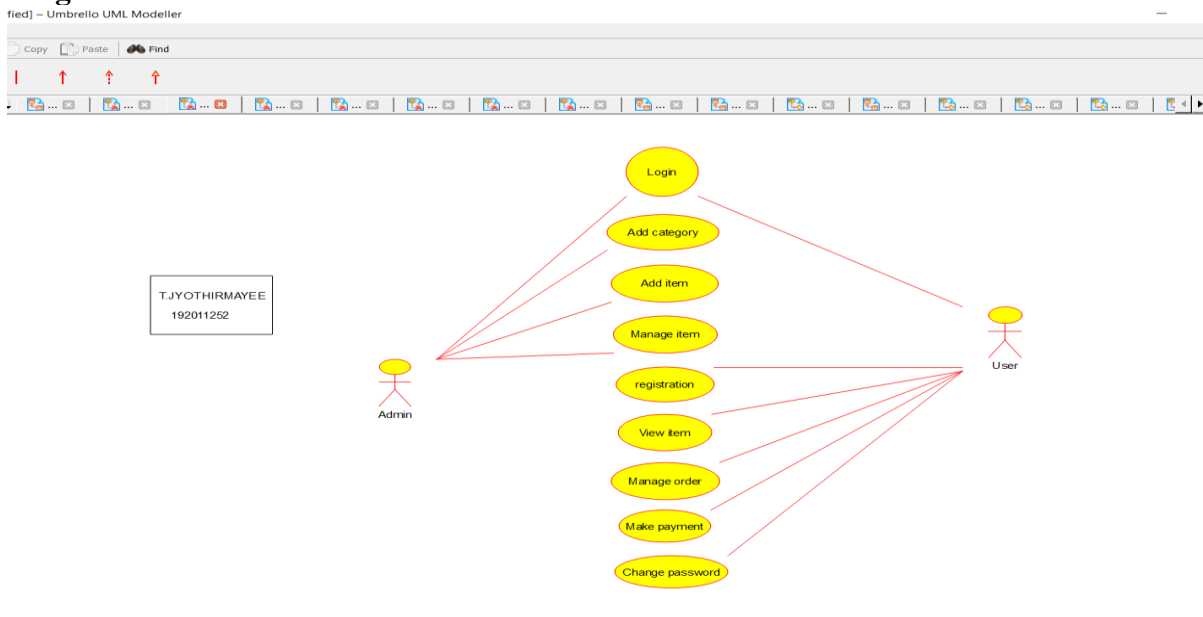 fied] – Umbrello UML Modeller
Copy Paste Find
... ... ... ... ... ... ... ... ... ... ... ... ... ... ...
Login
Add category
Add item
T.JYOTHIRMAYEE
192011252
Manage item
User
registration
Admin
View item
Manage order
Make payment
Change password